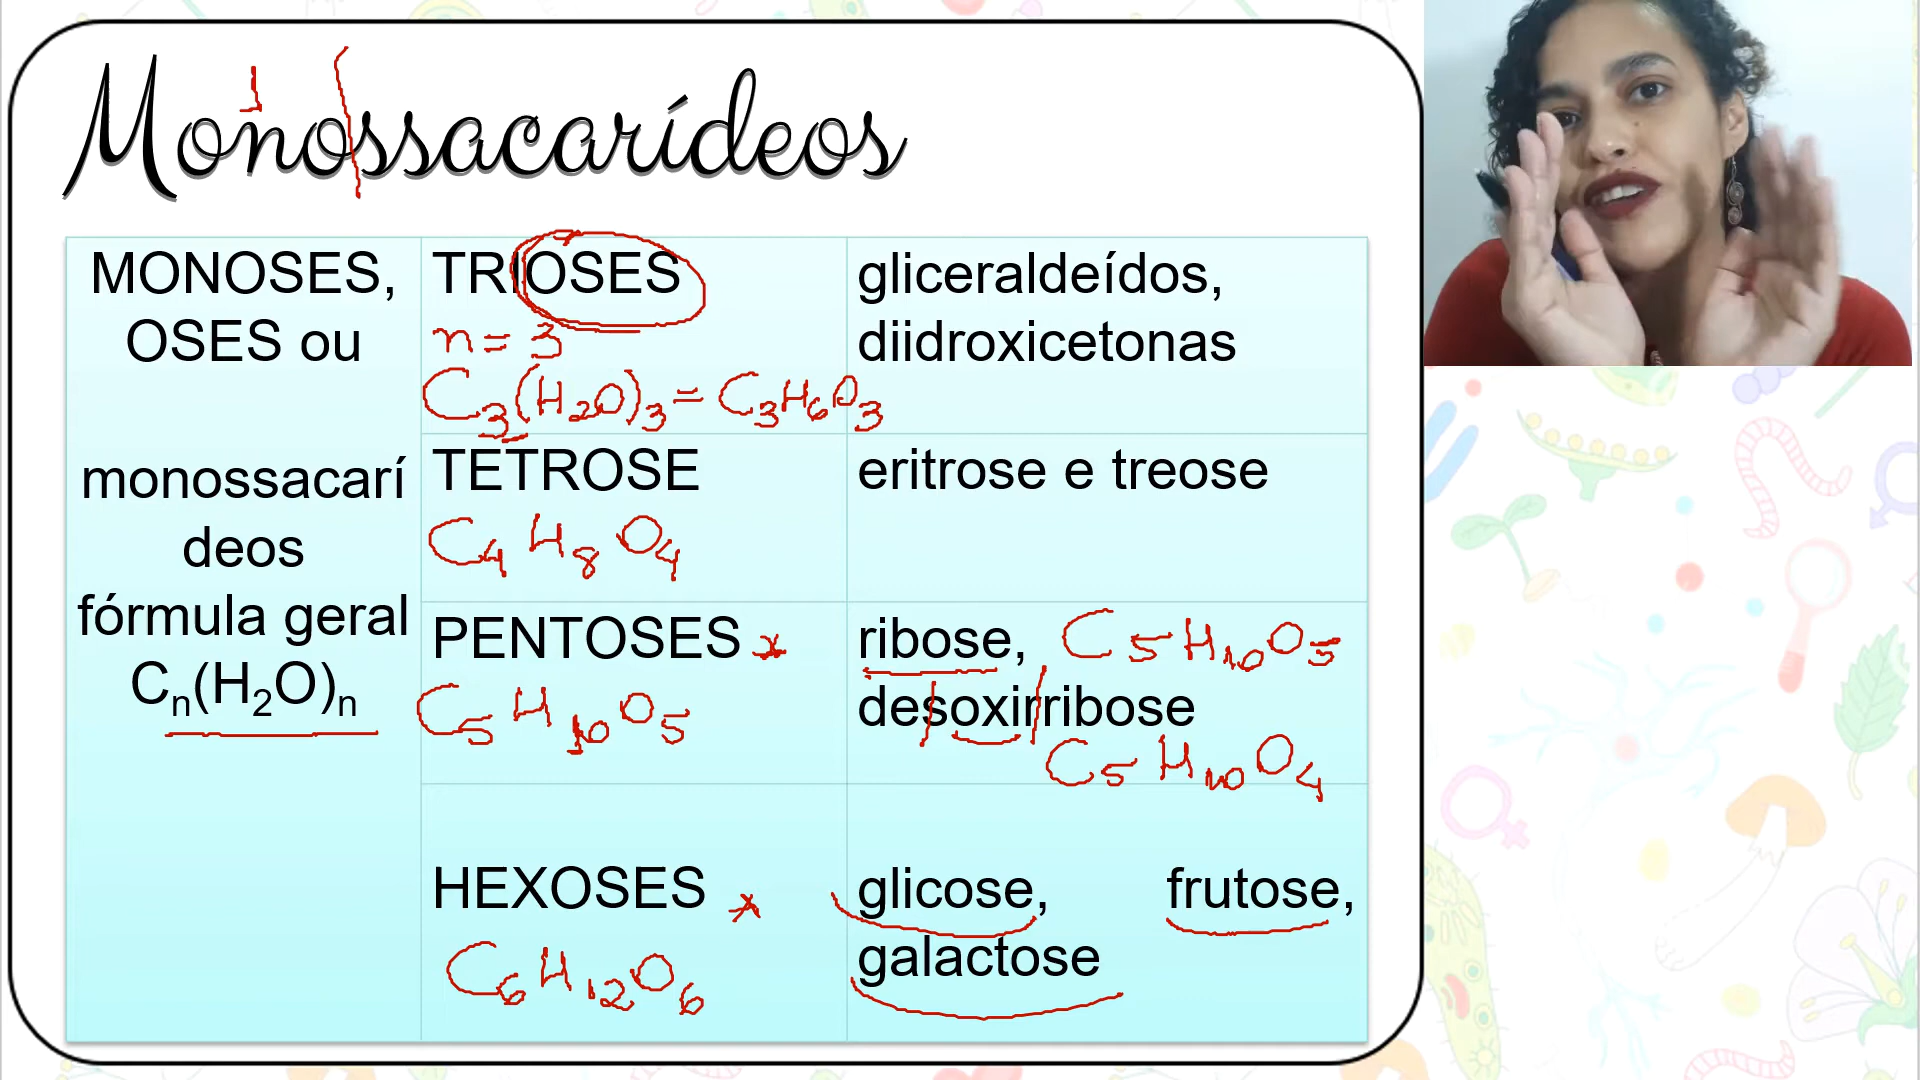 Monossacarídeos
1
MONOSES,
OSES ou
monossacarí
deos
fórmula geral
Cₙ(H₂O)ₙ
TRIOSES
n = 3
C₃(H₂O)₃ = C₃H₆O₃
gliceraldeídos,
diidroxicetonas
TETROSE
C₄H₈O₄
eritrose e treose
PENTOSES x
C₅H₁₀O₅
ribose, C₅H₁₀O₅
desoxirribose
C₅H₁₀O₄
HEXOSES x
C₆H₁₂O₆
glicose, frutose,
galactose